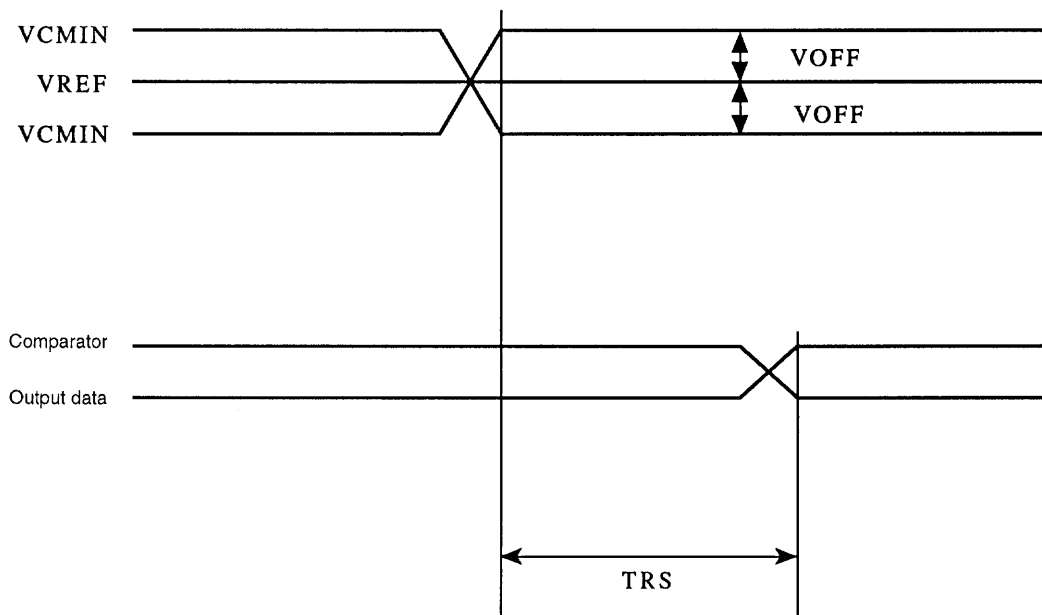 VCMIN
VOFF
VREF
VOFF
VCMIN
Comparator
Output data
TRS